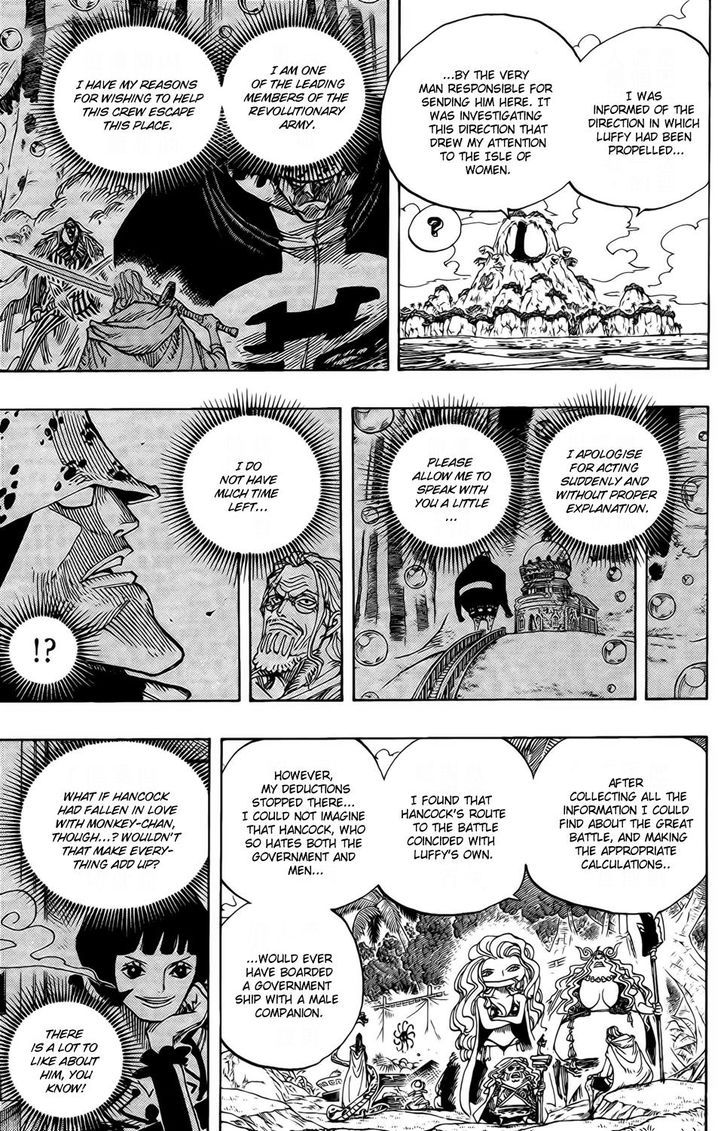 I WAS
INFORMED OF THE
DIRECTION IN WHICH
LUFFY HAD BEEN
PROPELLED...
...BY THE VERY
MAN RESPONSIBLE FOR
SENDING HIM HERE. IT
WAS INVESTIGATING
THIS DIRECTION THAT
DREW MY ATTENTION
TO THE ISLE OF
WOMEN.
?
I AM ONE
OF THE LEADING
MEMBERS OF THE
REVOLUTIONARY
ARMY.
I HAVE MY REASONS
FOR WISHING TO HELP
THIS CREW ESCAPE
THIS PLACE.
I APOLOGISE
FOR ACTING
SUDDENLY AND
WITHOUT PROPER
EXPLANATION.
PLEASE
ALLOW ME TO
SPEAK WITH
YOU A LITTLE
...
I DO
NOT HAVE
MUCH TIME
LEFT...
!?
AFTER
COLLECTING ALL THE
INFORMATION I COULD
FIND ABOUT THE GREAT
BATTLE, AND MAKING
THE APPROPRIATE
CALCULATIONS..
I FOUND THAT
HANCOCK'S ROUTE
TO THE BATTLE
COINCIDED WITH
LUFFY'S OWN.
HOWEVER,
MY DEDUCTIONS
STOPPED THERE...
I COULD NOT IMAGINE
THAT HANCOCK, WHO
SO HATES BOTH THE
GOVERNMENT AND
MEN...
...WOULD EVER
HAVE BOARDED A
GOVERNMENT
SHIP WITH A MALE
COMPANION.
WHAT IF HANCOCK
HAD FALLEN IN LOVE
WITH MONKEY-CHAN,
THOUGH...? WOULDN'T
THAT MAKE EVERY-
THING ADD UP?
THERE
IS A LOT TO
LIKE ABOUT
HIM, YOU
KNOW!